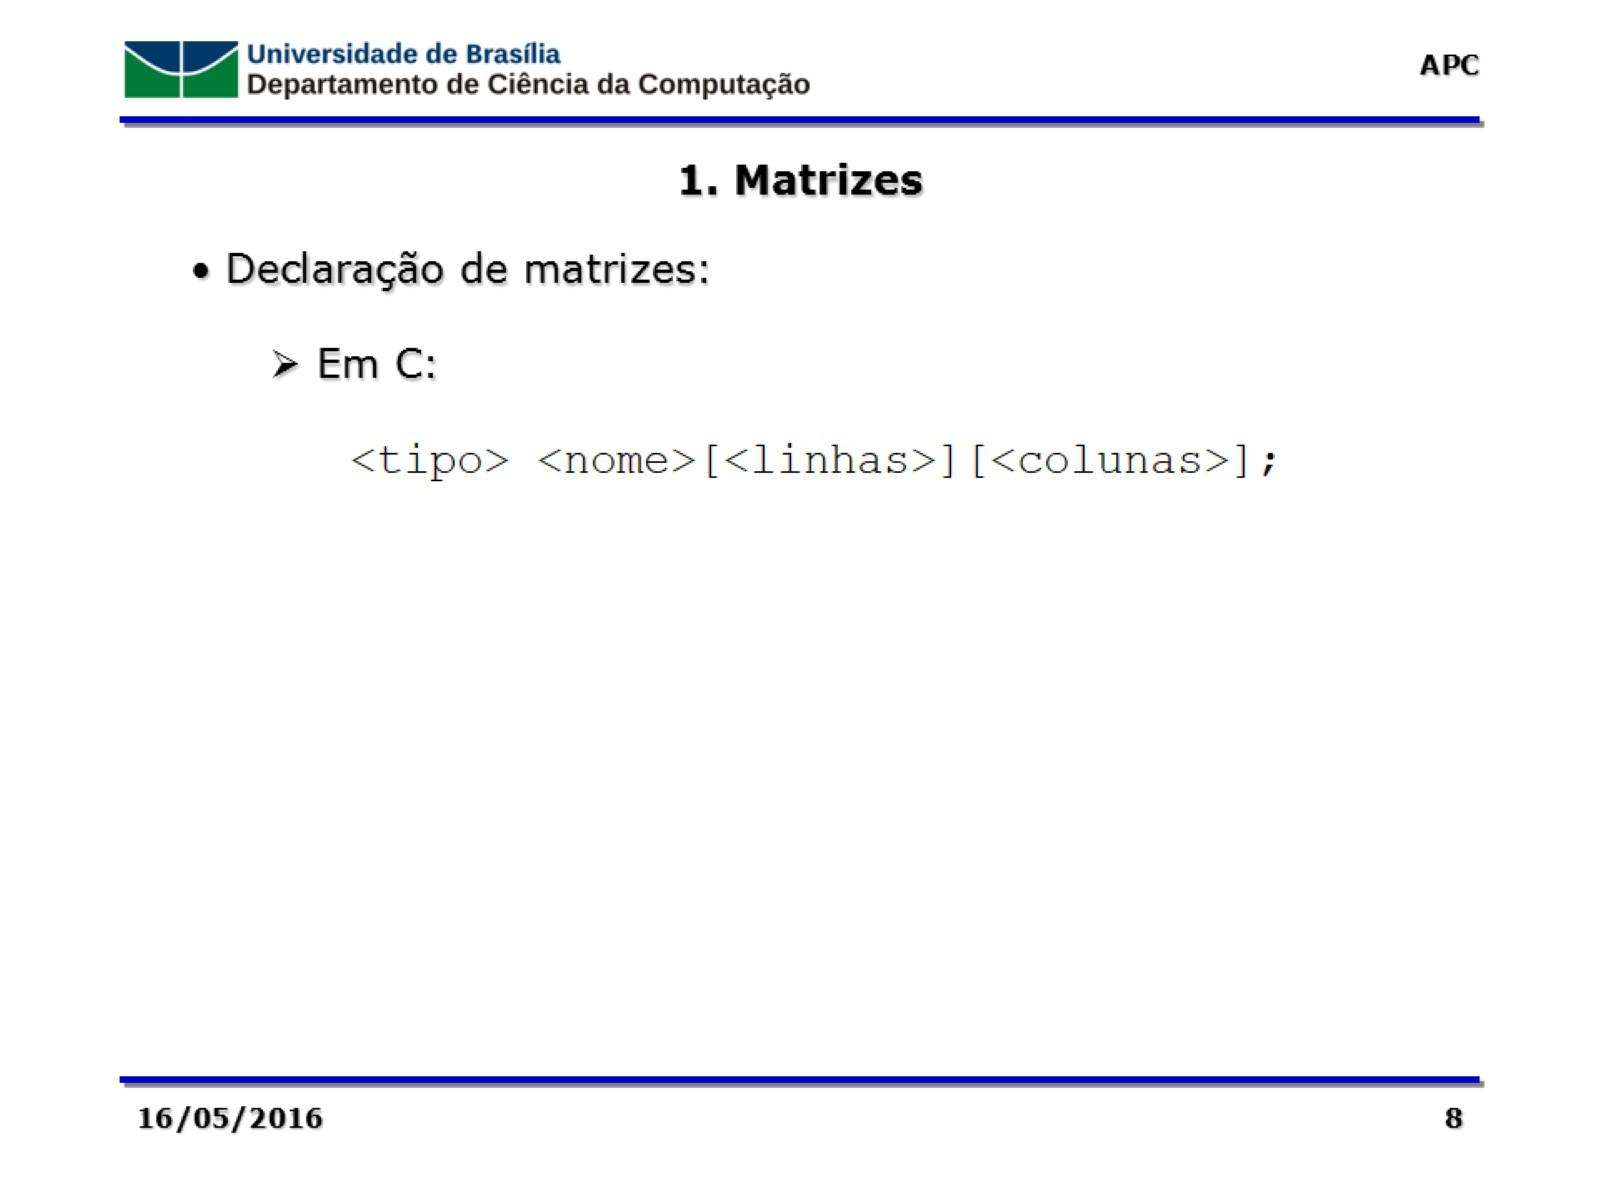 Universidade de Brasília
Departamento de Ciência da Computação
APC
1. Matrizes
• Declaração de matrizes:
➢ Em C:
<tipo> <nome>[<linhas>][<colunas>];
16/05/2016
8